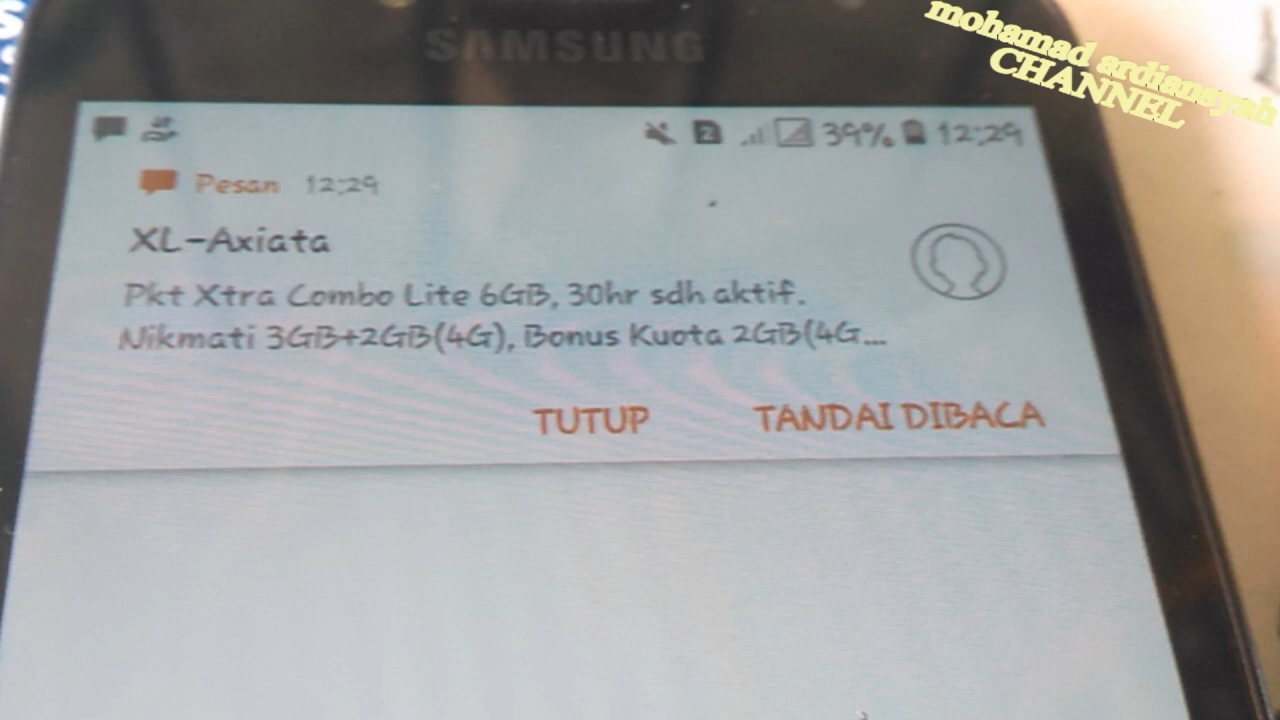 SAMSUNG
mohamad ardiansyah
CHANNEL
2 39% 12:29
Pesan 12:29
XL-Axiata
Pkt Xtra Combo Lite 6GB, 30hr sdh aktif.
Nikmati 3GB+2GB(4G), Bonus Kuota 2GB(4G...
TUTUP TANDAI DIBACA